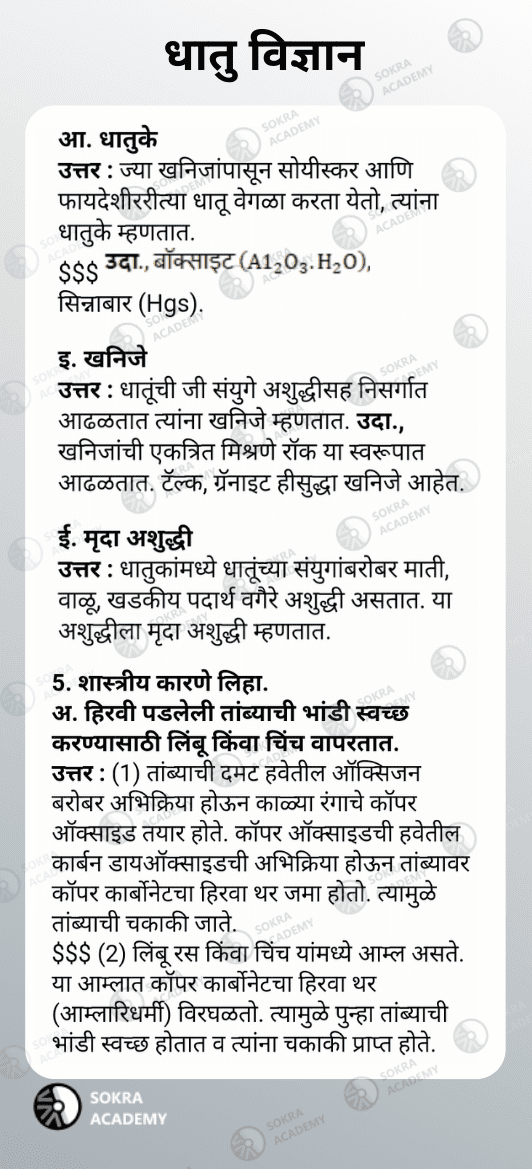 धातु विज्ञान
आ. धातुके
उत्तर : ज्या खनिजांपासून सोयीस्कर आणि
फायदेशीररीत्या धातू वेगळा करता येतो, त्यांना
धातुके म्हणतात.
$$$ उदा., बॉक्साइट (A1₂O₃.H₂O),
सिन्नाबार (Hgs).
इ. खनिजे
उत्तर : धातूंची जी संयुगे अशुद्धीसह निसर्गात
आढळतात त्यांना खनिजे म्हणतात. उदा.,
खनिजांची एकत्रित मिश्रणे रॉक या स्वरूपात
आढळतात. टॅल्क, ग्रॅनाइट हीसुद्धा खनिजे आहेत.
ई. मृदा अशुद्धी
उत्तर : धातुकांमध्ये धातूंच्या संयुगांबरोबर माती,
वाळू, खडकीय पदार्थ वगैरे अशुद्धी असतात. या
अशुद्धीला मृदा अशुद्धी म्हणतात.
5. शास्त्रीय कारणे लिहा.
अ. हिरवी पडलेली तांब्याची भांडी स्वच्छ
करण्यासाठी लिंबू किंवा चिंच वापरतात.
उत्तर : (1) तांब्याची दमट हवेतील ऑक्सिजन
बरोबर अभिक्रिया होऊन काळ्या रंगाचे कॉपर
ऑक्साइड तयार होते. कॉपर ऑक्साइडची हवेतील
कार्बन डायऑक्साइडची अभिक्रिया होऊन तांब्यावर
कॉपर कार्बोनेटचा हिरवा थर जमा होतो. त्यामुळे
तांब्याची चकाकी जाते.
$$$ (2) लिंबू रस किंवा चिंच यांमध्ये आम्ल असते.
या आम्लात कॉपर कार्बोनेटचा हिरवा थर
(आम्लारिधर्मी) विरघळतो. त्यामुळे पुन्हा तांब्याची
भांडी स्वच्छ होतात व त्यांना चकाकी प्राप्त होते.
SOKRA
ACADEMY